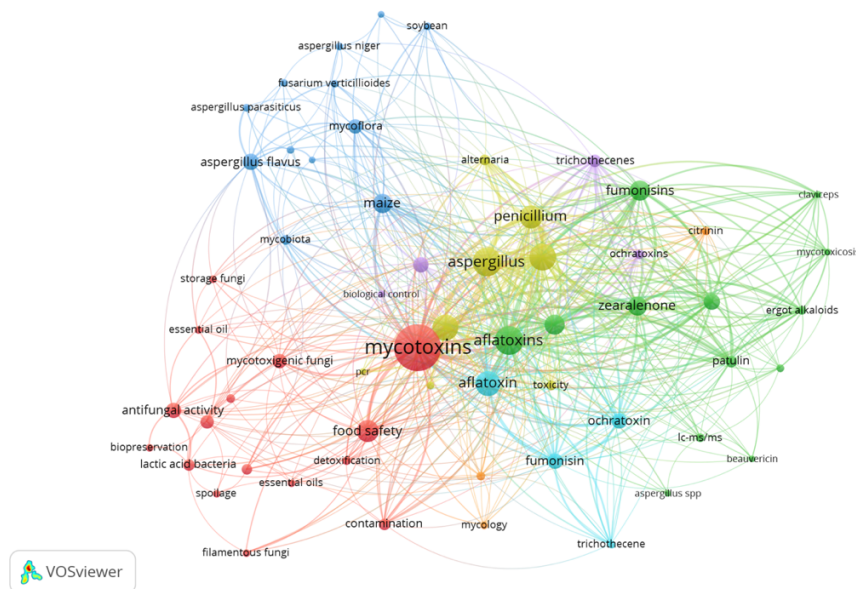 soybean
aspergillus niger
fusarium verticillioides
aspergillus parasiticus
mycoflora
aspergillus flavus
alternaria
trichothecenes
fumonisins
claviceps
maize
penicillium
citrinin
mycobiota
ochratoxins
mycotoxicosis
aspergillus
storage fungi
biological control
zearalenone
ergot alkaloids
essential oil
mycotoxins
aflatoxins
mycotoxigenic fungi
patulin
pcr
aflatoxin
toxicity
antifungal activity
ochratoxin
food safety
lc-ms/ms
biopreservation
lactic acid bacteria
detoxification
fumonisin
beauvericin
essential oils
spoilage
aspergillus spp
contamination
mycology
trichothecene
filamentous fungi
VOSviewer